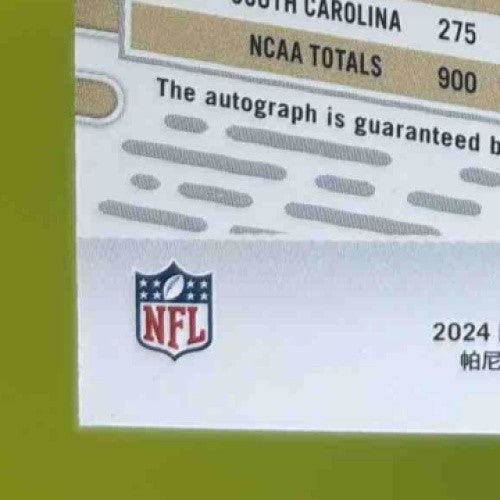 SOUTH CAROLINA 275
NCAA TOTALS 900
The autograph is guaranteed b
NFL
2024
帕尼